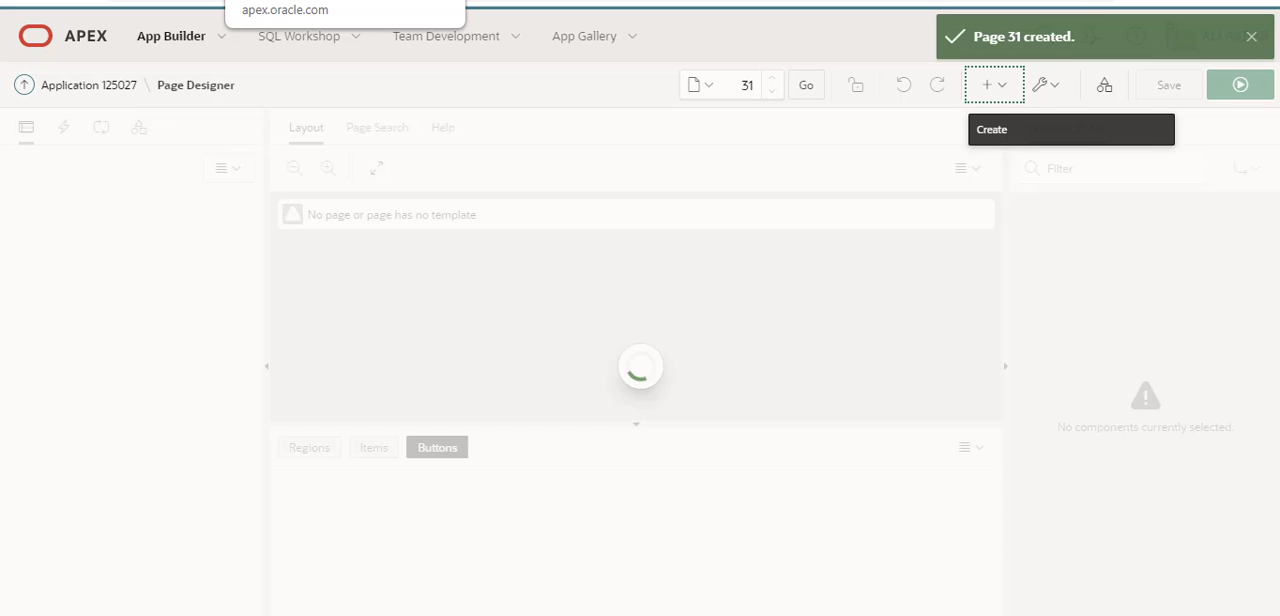 apex.oracle.com
APEX
App Builder
SQL Workshop
Team Development
App Gallery
Page 31 created.
Application 125027 \ Page Designer
31
Go
Save
Create
Layout
Page Search
Help
Filter
No page or page has no template
No components currently selected.
Regions
Items
Buttons